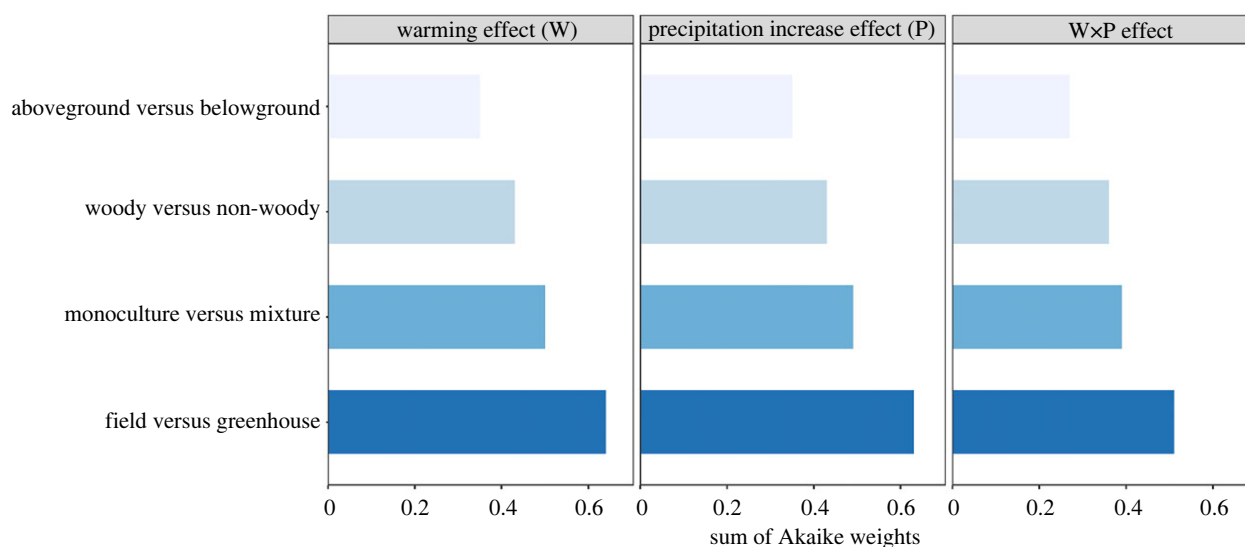 warming effect (W)
precipitation increase effect (P)
W×P effect
aboveground versus belowground
woody versus non-woody
monoculture versus mixture
field versus greenhouse
0 0.2 0.4 0.6
0 0.2 0.4 0.6
0 0.2 0.4 0.6
sum of Akaike weights